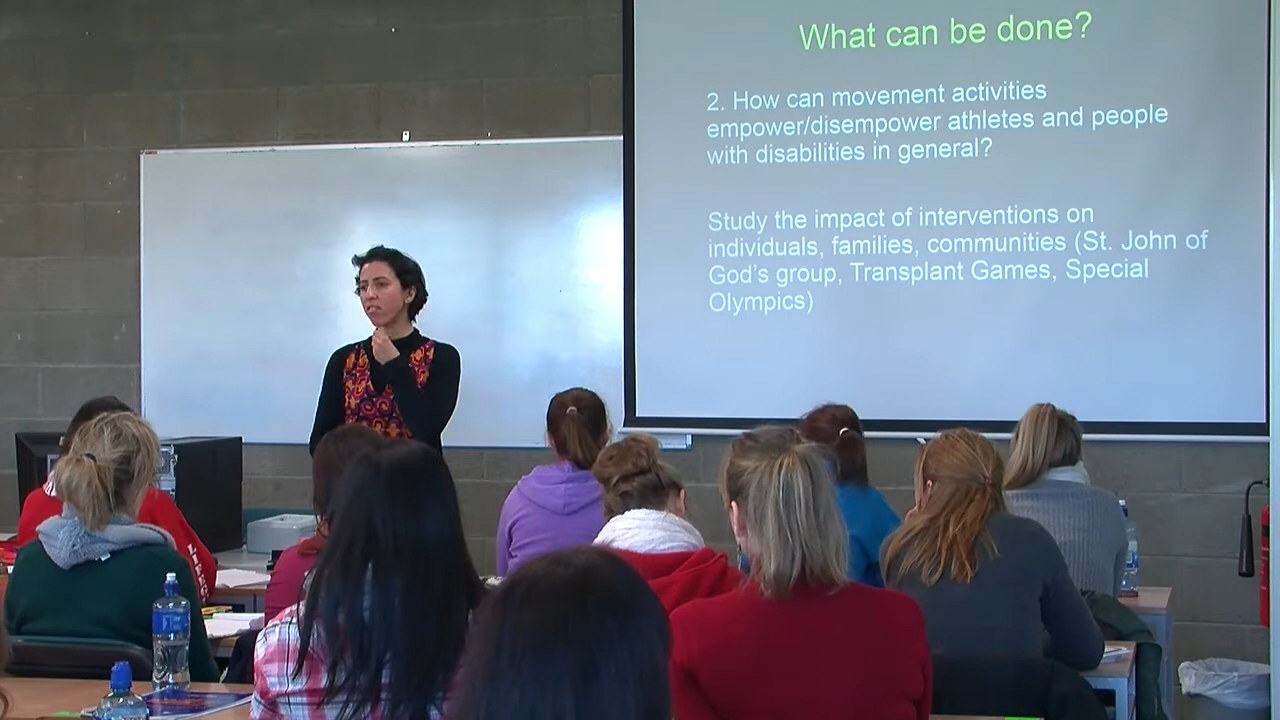 What can be done?
2. How can movement activities
empower/disempower athletes and people
with disabilities in general?
Study the impact of interventions on
individuals, families, communities (St. John of
God's group, Transplant Games, Special
Olympics)